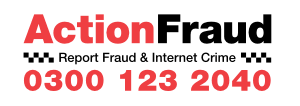 ActionFraud
Report Fraud & Internet Crime
0300 123 2040